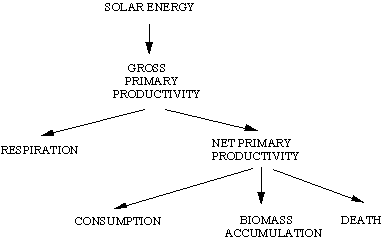 SOLAR ENERGY
GROSS
PRIMARY
PRODUCTIVITY
RESPIRATION
NET PRIMARY
PRODUCTIVITY
CONSUMPTION
BIOMASS
ACCUMULATION
DEATH